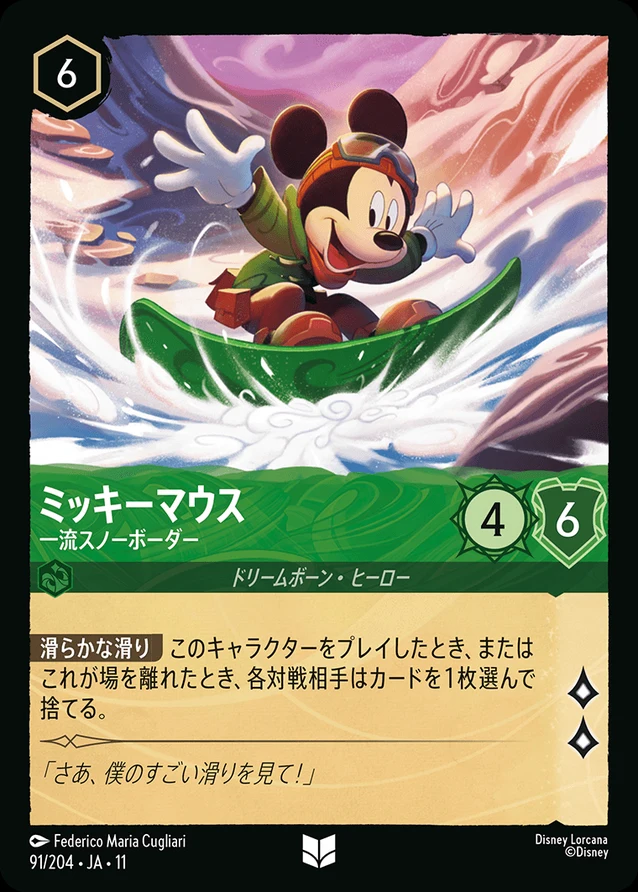 6
ミッキーマウス
一流スノーボーダー
4
6
ドリームボーン・ヒーロー
滑らかな滑り このキャラクターをプレイしたとき、または
これが場を離れたとき、各対戦相手はカードを1枚選んで
捨てる。
「さあ、僕のすごい滑りを見て!」
Federico Maria Cugliari
91/204・JA・11
Disney Lorcana
©Disney